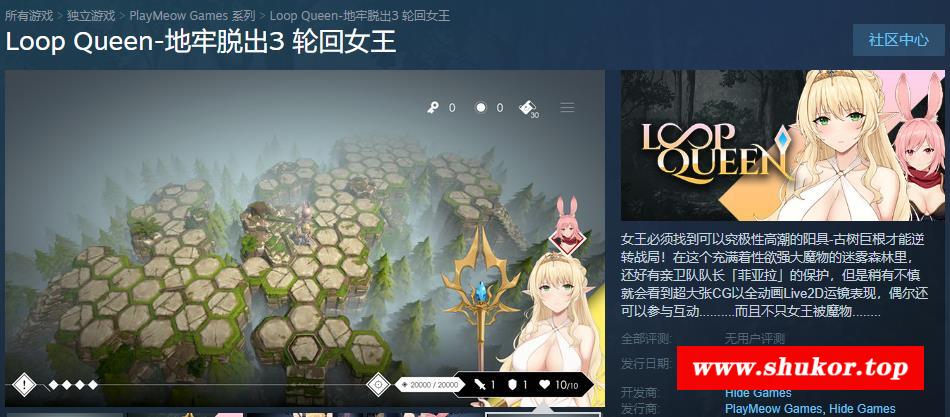 所有游戏 > 独立游戏 > PlayMeow Games 系列 > Loop Queen-地牢脱出3 轮回女王
Loop Queen-地牢脱出3 轮回女王
社区中心
0 0 30
LOOP
QUEEN
女王必须找到可以究极性高潮的阳具-古树巨根才能逆
转战局！在这个充满着性欲强大魔物的迷雾森林里，
还好有亲卫队队长「菲亚拉」的保护，但是稍有不慎
就会看到超大张CG以全动画Live2D运镜表现，偶尔还
可以参与互动.........而且不只女王被魔物........
全部评测: 无用户评测
发行日期:
www.shukor.top
20000 / 20000 1 1 10/10
开发商: Hide Games
发行商: PlayMeow Games, Hide Games